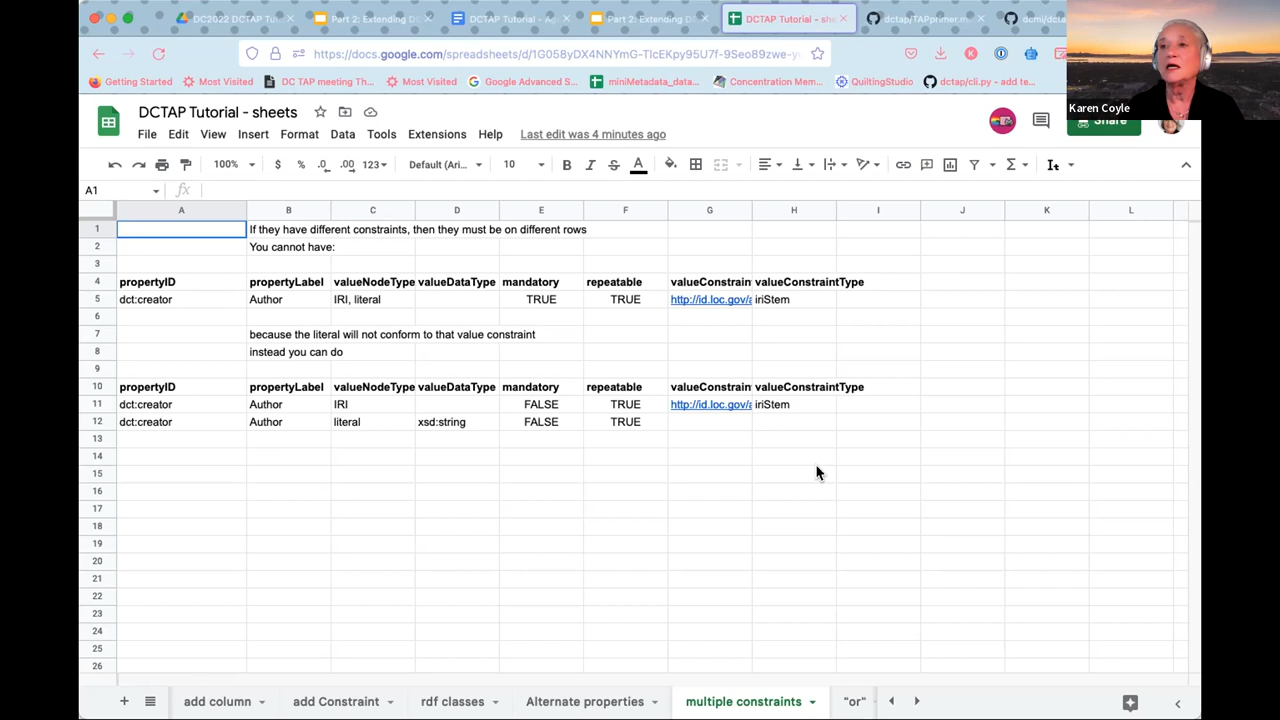 DC2022 DCTAP Tutorial
Part 2: Extending D
DCTAP Tutorial - Ag
Part 2: Extending D
DCTAP Tutorial - she
dctap/TAPprimer.m
dcmi/dct
https://docs.google.com/spreadsheets/d/1G058yDX4NNYmG-TlcEKpy95U7f-9Seo89zwe-y
Getting Started
Most Visited
DC TAP meeting Th...
Most Visited
Google Advanced S...
miniMetadata_data...
Concentration Mem...
QuiltingStudio
dctap/cli.py - add te
Karen Coyle
DCTAP Tutorial - sheets
File Edit View Insert Format Data Tools Extensions Help Last edit was 4 minutes ago
Share
100% $ % .0 .00 123 Default (Ari... 10 B I S A
A1 fx
A B C D E F G H I J K L
1 If they have different constraints, then they must be on different rows
2 You cannot have:
3
4 propertyID propertyLabel valueNodeType valueDataType mandatory repeatable valueConstrain valueConstraintType
5 dct:creator Author IRI, literal TRUE TRUE http://id.loc.gov/a iriStem
6
7 because the literal will not conform to that value constraint
8 instead you can do
9
10 propertyID propertyLabel valueNodeType valueDataType mandatory repeatable valueConstrain valueConstraintType
11 dct:creator Author IRI FALSE TRUE http://id.loc.gov/a iriStem
12 dct:creator Author literal xsd:string FALSE TRUE
13
14
15
16
17
18
19
20
21
22
23
24
25
26
add column add Constraint rdf classes Alternate properties multiple constraints "or"